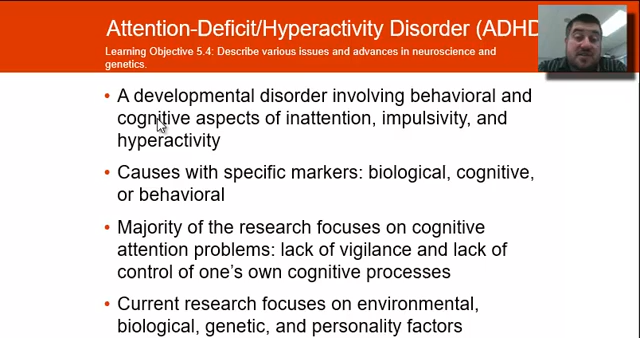 Attention-Deficit/Hyperactivity Disorder (ADHD
Learning Objective 5.4: Describe various issues and advances in neuroscience and
genetics.
• A developmental disorder involving behavioral and
cognitive aspects of inattention, impulsivity, and
hyperactivity
• Causes with specific markers: biological, cognitive,
or behavioral
• Majority of the research focuses on cognitive
attention problems: lack of vigilance and lack of
control of one's own cognitive processes
• Current research focuses on environmental,
biological, genetic, and personality factors